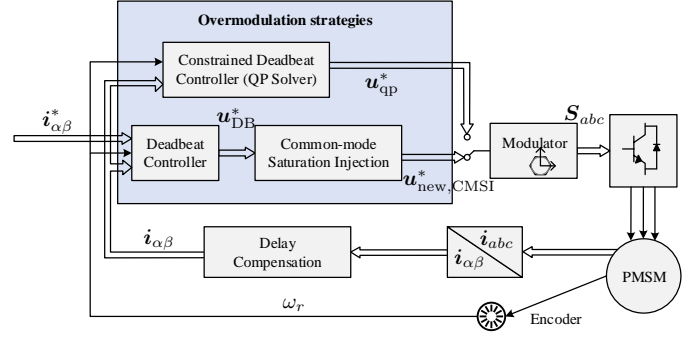 Overmodulation strategies
Constrained Deadbeat
Controller (QP Solver)
u*qp
i*αβ
u*DB
Deadbeat
Controller
Common-mode
Saturation Injection
u*new,CMSI
Modulator
Sabc
iαβ
Delay
Compensation
iabc
iαβ
PMSM
ωr
Encoder